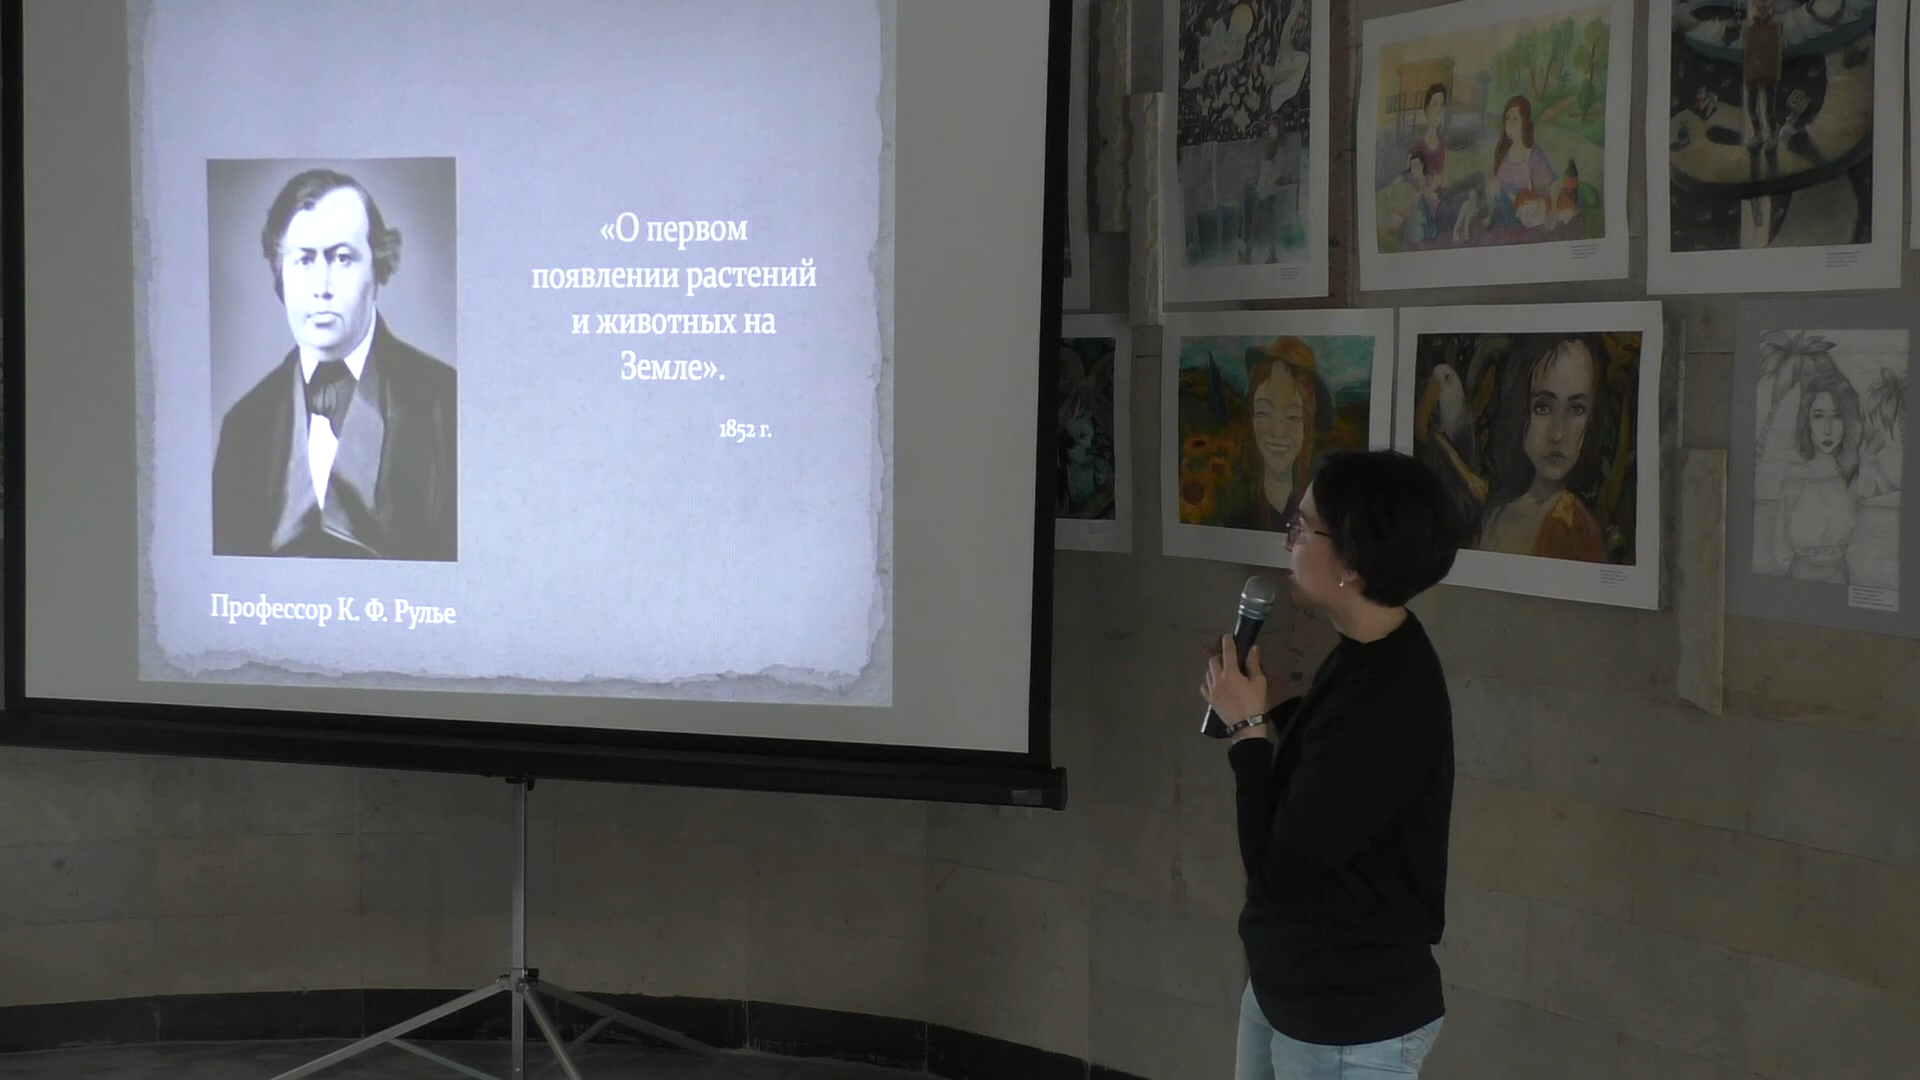 «О первом
появлении растений
и животных на
Земле».
1852 г.
Профессор К. Ф. Рулье